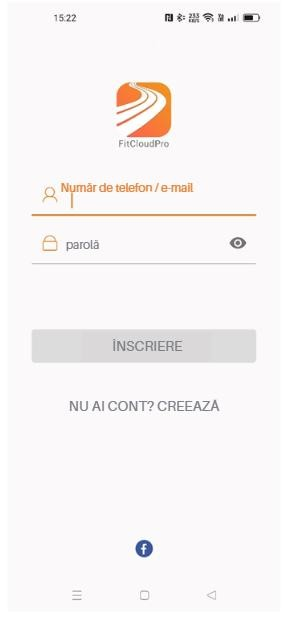 15:22
FitCloudPro
Număr de telefon / e-mail
parolă
ÎNSCRIERE
NU AI CONT? CREEAZĂ